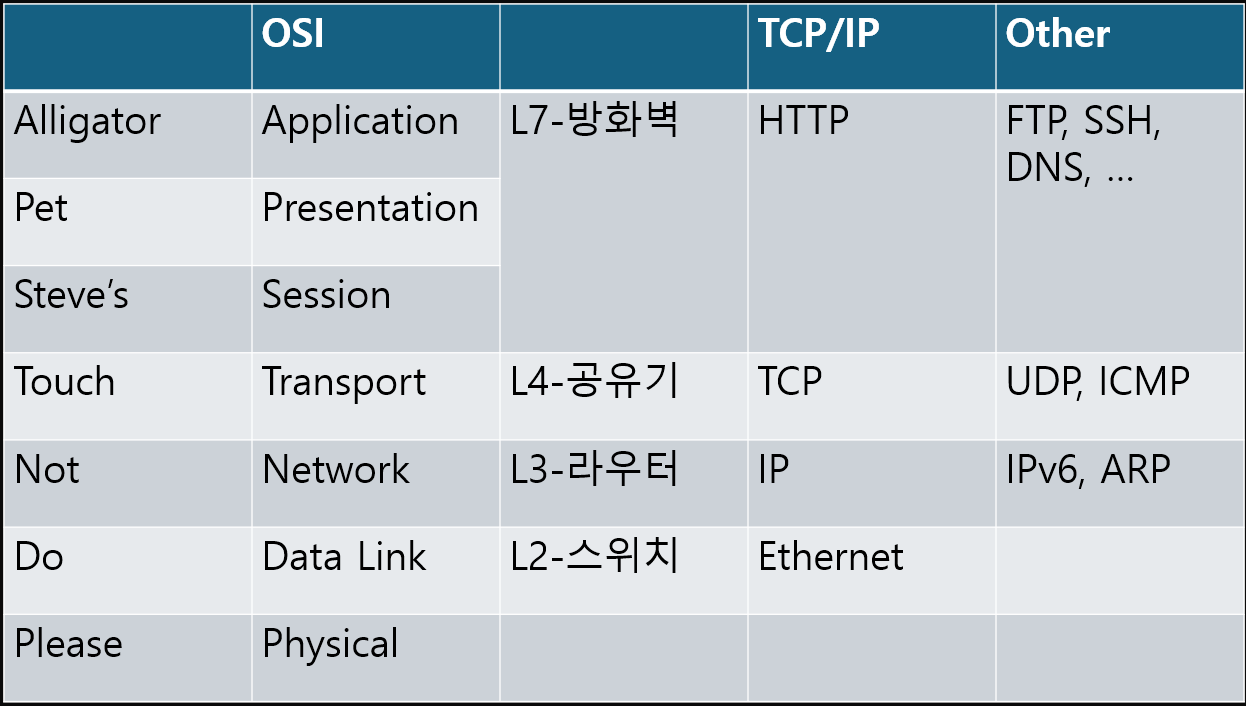 OSI TCP/IP Other
Alligator Application L7-방화벽 HTTP FTP, SSH,
DNS, ...
Pet Presentation
Steve’s Session
Touch Transport L4-공유기 TCP UDP, ICMP
Not Network L3-라우터 IP IPv6, ARP
Do Data Link L2-스위치 Ethernet
Please Physical